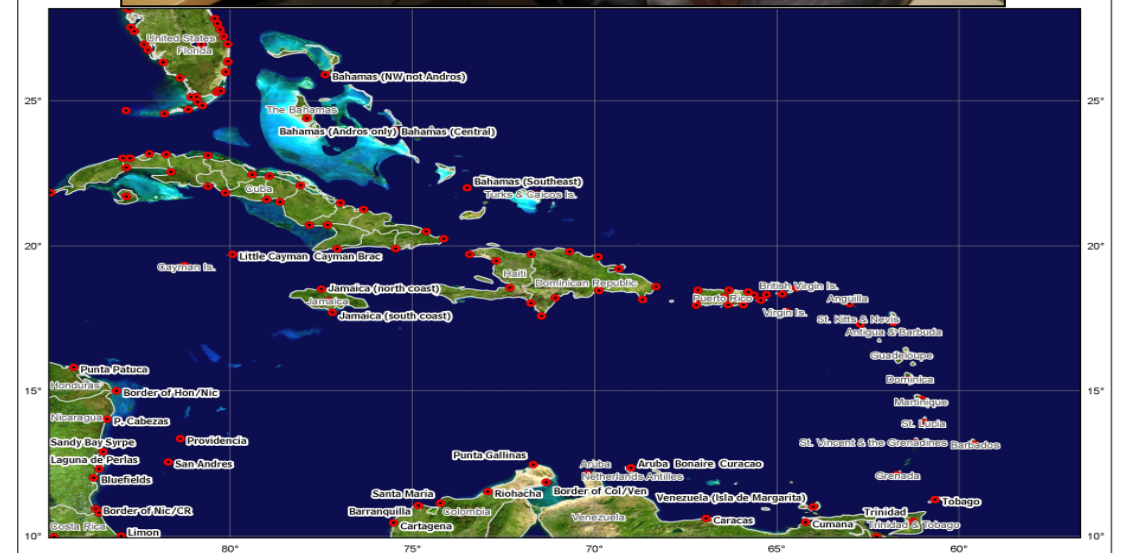 United States
Florida
Bahamas (NW not Andros)
25°
25°
The Bahamas
Bahamas (Andros only)
Bahamas (Central)
Bahamas (Southeast)
Turks & Caicos Is.
Cuba
20°
20°
Little Cayman Cayman Brac
Cayman Is.
Haiti
Dominican Republic
Jamaica (north coast)
Jamaica
Jamaica (south coast)
Puerto Rico
British Virgin Is.
Virgin Is.
Anguilla
St. Kitts & Nevis
Antigua & Barbuda
Guadeloupe
Dominica
Punta Patuca
Honduras
Border of Hon/Nic
15°
15°
Martinique
Nicaragua
P. Cabezas
St. Lucia
Sandy Bay Syrpe
Providencia
St. Vincent & the Grenadines
Barbados
Laguna de Perlas
San Andres
Punta Gallinas
Aruba
Aruba Bonaire Curacao
Netherlands Antilles
Grenada
Bluefields
Santa Maria
Riohacha
Border of Col/Ven
Venezuela (Isla de Margarita)
Tobago
Border of Nic/CR
Barranquilla
Colombia
Venezuela
Trinidad
Costa Rica
Cartagena
Caracas
Cumana
Trinidad & Tobago
10°
Limon
10°
80°
75°
70°
65°
60°